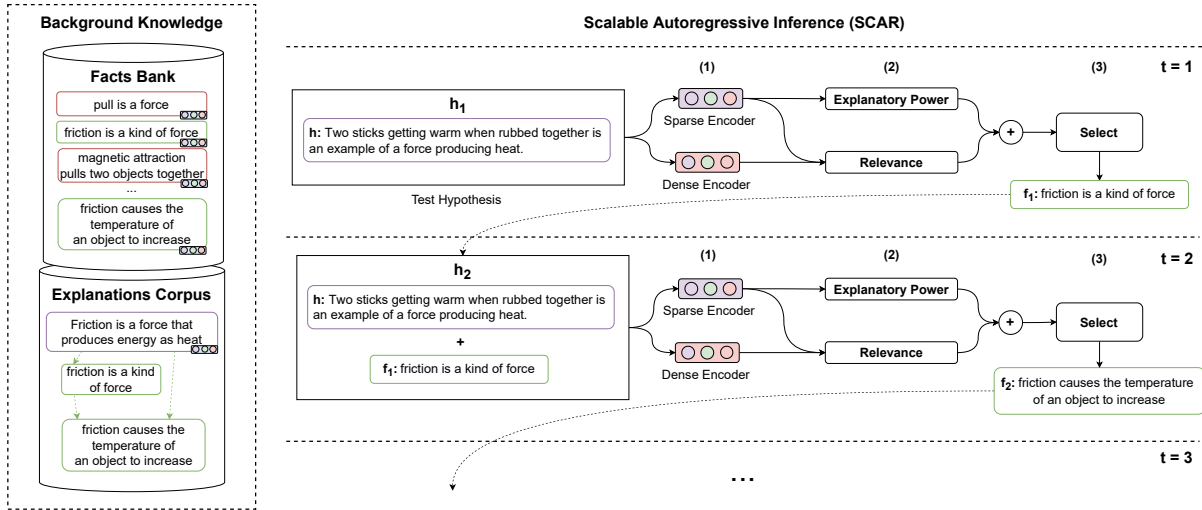 Background Knowledge
Facts Bank
pull is a force
friction is a kind of force
magnetic attraction
pulls two objects together
...
friction causes the
temperature of
an object to increase
Explanations Corpus
Friction is a force that
produces energy as heat
friction is a kind
of force
friction causes the
temperature of
an object to increase
Scalable Autoregressive Inference (SCAR)
(1)
(2)
(3)
t = 1
h1
h: Two sticks getting warm when rubbed together is
an example of a force producing heat.
Test Hypothesis
Sparse Encoder
Dense Encoder
Explanatory Power
Relevance
+
Select
f1: friction is a kind of force
(1)
(2)
(3)
t = 2
h2
h: Two sticks getting warm when rubbed together is
an example of a force producing heat.
+
f1: friction is a kind of force
Sparse Encoder
Dense Encoder
Explanatory Power
Relevance
+
Select
f2: friction causes the temperature
of an object to increase
t = 3
...